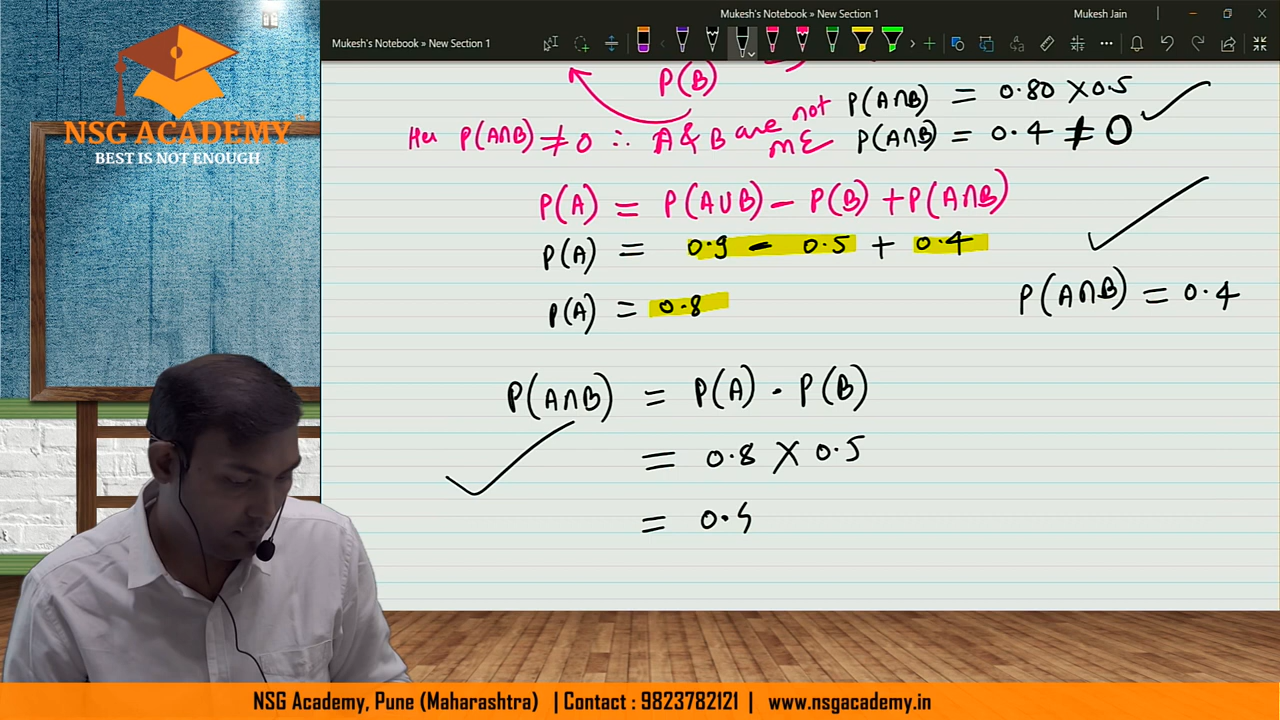 Mukesh's Notebook » New Section 1
Mukesh Jain
Mukesh's Notebook » New Section 1
NSG ACADEMY
BEST IS NOT ENOUGH
P(B)
P(A∩B) = 0.80 × 0.5
P(A∩B) ≠ 0 ∴ A & B are not ME
P(A∩B) = 0.4 ≠ 0
P(A) = P(A∪B) - P(B) + P(A∩B)
P(A) = 0.9 - 0.5 + 0.4
P(A∩B) = 0.4
P(A) = 0.8
P(A∩B) = P(A) · P(B)
= 0.8 × 0.5
= 0.
NSG Academy, Pune (Maharashtra) | Contact : 9823782121 | www.nsgacademy.in